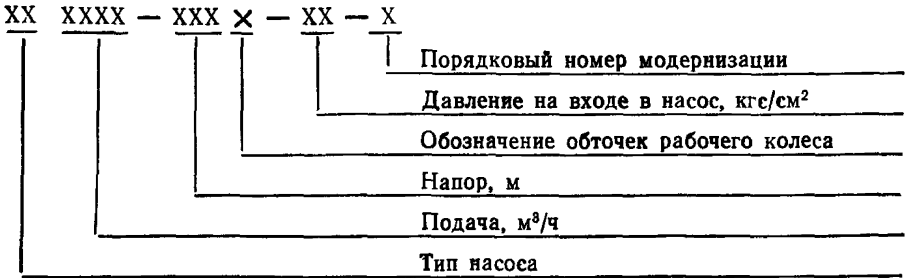 XX XXXX — XXX X — XX — X
Порядковый номер модернизации
Давление на входе в насос, кгс/см²
Обозначение обточек рабочего колеса
Напор, м
Подача, м³/ч
Тип насоса